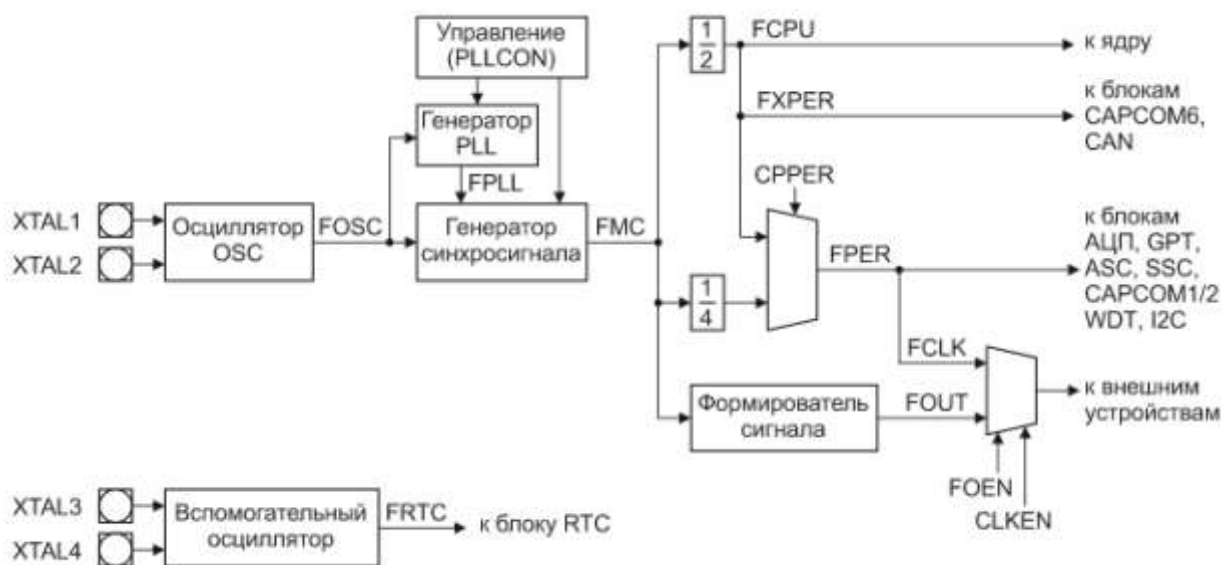 Управление
(PLLCON)
Генератор
PLL
FPLL
XTAL1
XTAL2
Осциллятор
OSC
FOSC
Генератор
синхросигнала
FMC
1
2
FCPU
к ядру
FXPER
к блокам
CAPCOM6,
CAN
CPPER
1
4
FPER
к блокам
АЦП, GPT,
ASC, SSC,
CAPCOM1/2
WDT, I2C
FCLK
Формирователь
сигнала
FOUT
к внешним
устройствам
FOEN
CLKEN
XTAL3
XTAL4
Вспомогательный
осциллятор
FRTC
к блоку RTC